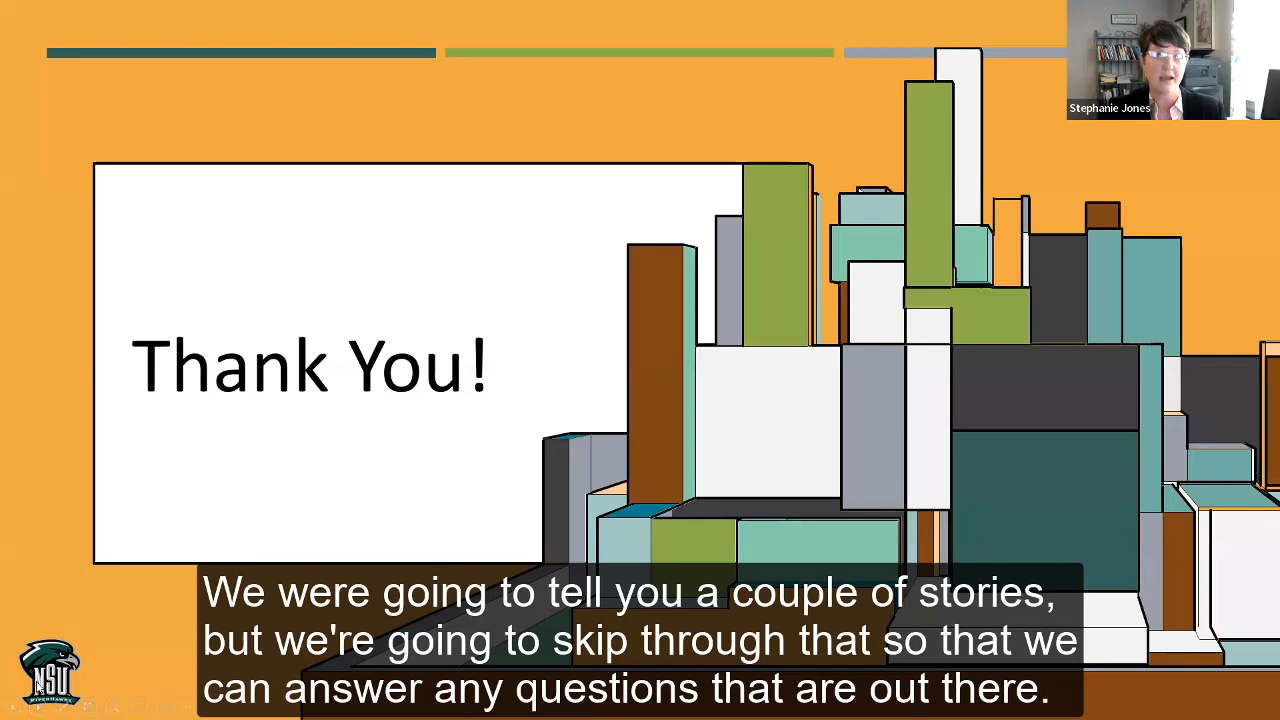 Stephanie Jones
Thank You!
We were going to tell you a couple of stories,
but we're going to skip through that so that we
can answer any questions that are out there.
NSU
RIVERHAWKS